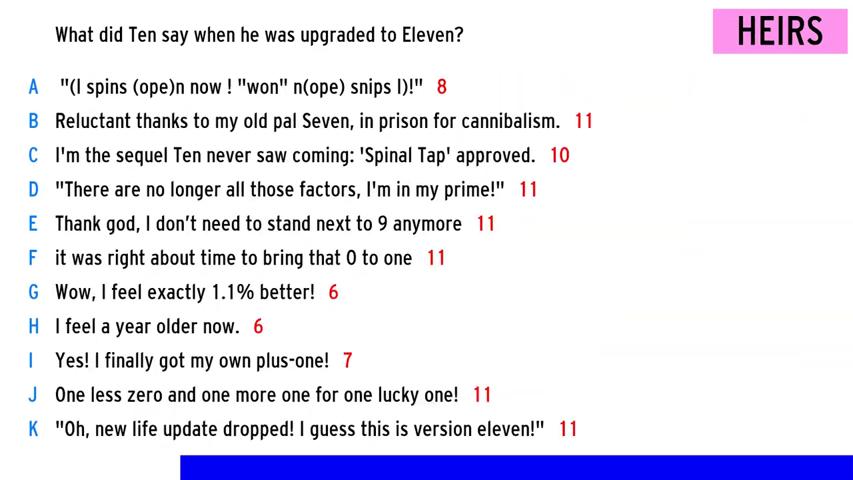 What did Ten say when he was upgraded to Eleven?
HEIRS
A "(I spins (ope)n now ! "won" n(ope) snips I)!" 8
B Reluctant thanks to my old pal Seven, in prison for cannibalism. 11
C I'm the sequel Ten never saw coming: 'Spinal Tap' approved. 10
D "There are no longer all those factors, I'm in my prime!" 11
E Thank god, I don’t need to stand next to 9 anymore 11
F it was right about time to bring that 0 to one 11
G Wow, I feel exactly 1.1% better! 6
H I feel a year older now. 6
I Yes! I finally got my own plus-one! 7
J One less zero and one more one for one lucky one! 11
K "Oh, new life update dropped! I guess this is version eleven!" 11